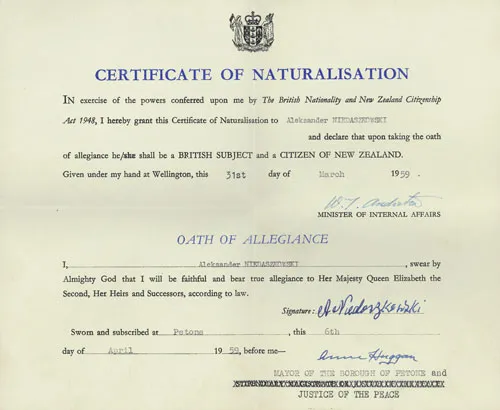 CERTIFICATE OF NATURALISATION
IN exercise of the powers conferred upon me by The British Nationality and New Zealand Citizenship
Act 1948, I hereby grant this Certificate of Naturalisation to Aleksander NIEDASZKOWSKI
and declare that upon taking the oath
of allegiance he/she shall be a BRITISH SUBJECT and a CITIZEN OF NEW ZEALAND.
Given under my hand at Wellington, this 31st day of March 1959.
MINISTER OF INTERNAL AFFAIRS
OATH OF ALLEGIANCE
I, Aleksander NIEDASZKOWSKI, swear by
Almighty God that I will be faithful and bear true allegiance to Her Majesty Queen Elizabeth the
Second, Her Heirs and Successors, according to law.
Signature: A Niedaszkowski
Sworn and subscribed at Petone, this 6th
day of April 1959, before me—
MAYOR OF THE BOROUGH OF PETONE and
JUSTICE OF THE PEACE